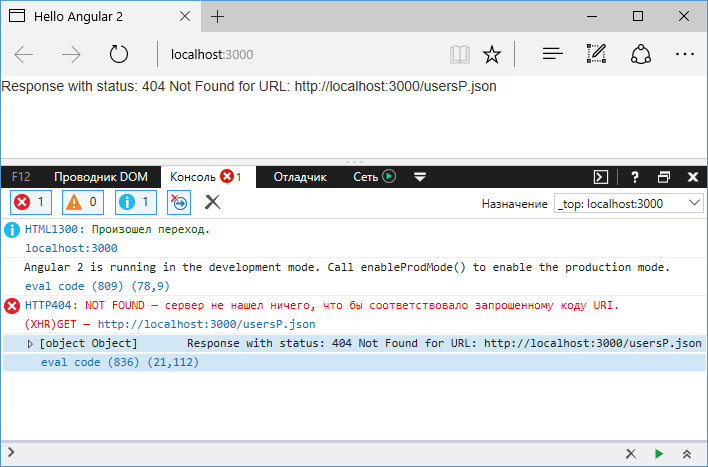 Hello Angular 2
localhost:3000
Response with status: 404 Not Found for URL: http://localhost:3000/usersP.json
F12 Проводник DOM Консоль 1 Отладчик Сеть ?
1 0 1 Назначение _top: localhost:3000
HTML1300: Произошел переход.
localhost:3000
Angular 2 is running in the development mode. Call enableProdMode() to enable the production mode.
eval code (809) (78,9)
HTTP404: NOT FOUND — сервер не нашел ничего, что бы соответствовало запрошенному коду URI.
(XHR)GET — http://localhost:3000/usersP.json
[object Object] Response with status: 404 Not Found for URL: http://localhost:3000/usersP.json
eval code (836) (21,112)